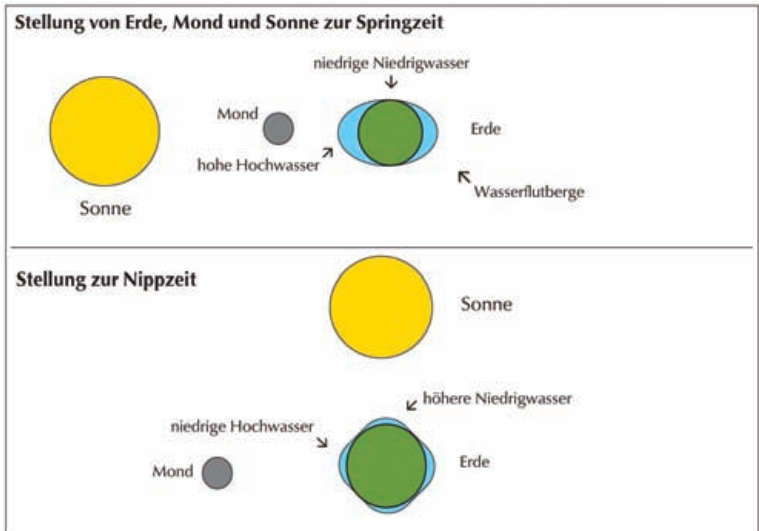 Stellung von Erde, Mond und Sonne zur Springzeit
niedrige Niedrigwasser
Mond
Erde
hohe Hochwasser
Wasserflutberge
Sonne
Stellung zur Nippzeit
Sonne
höhere Niedrigwasser
niedrige Hochwasser
Mond
Erde